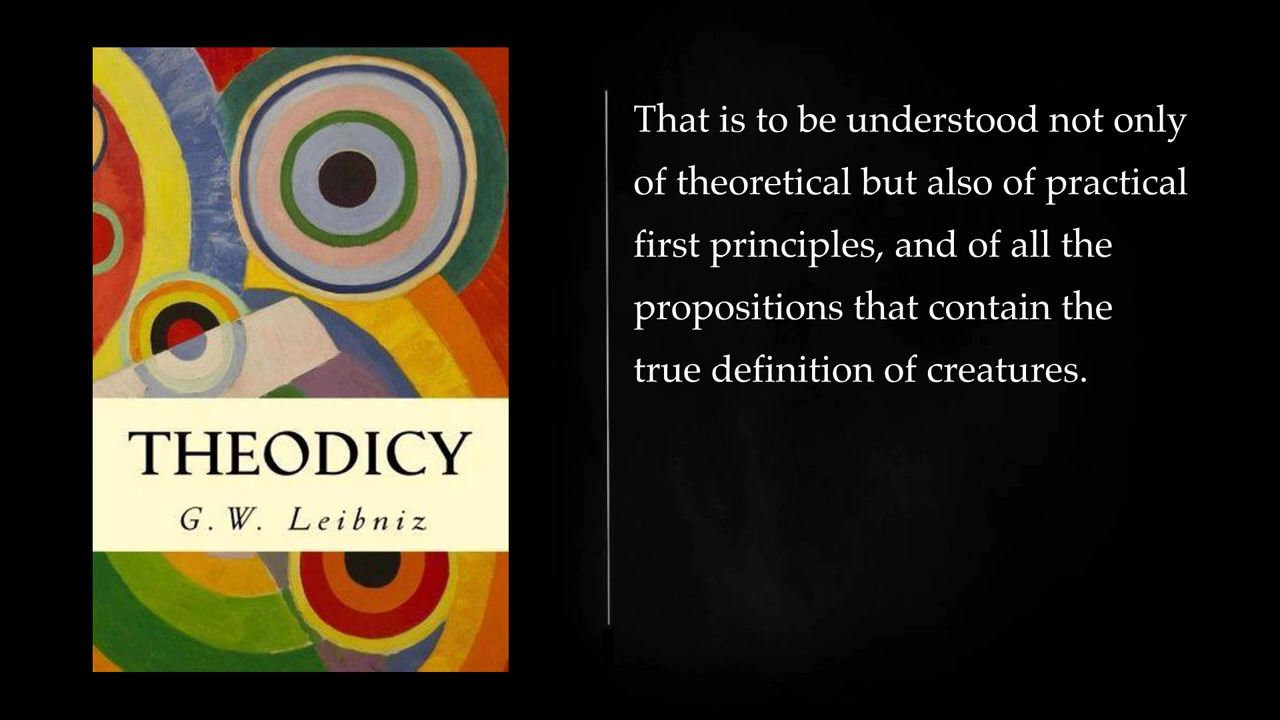 THEODICY
G. W. Leibniz
That is to be understood not only
of theoretical but also of practical
first principles, and of all the
propositions that contain the
true definition of creatures.